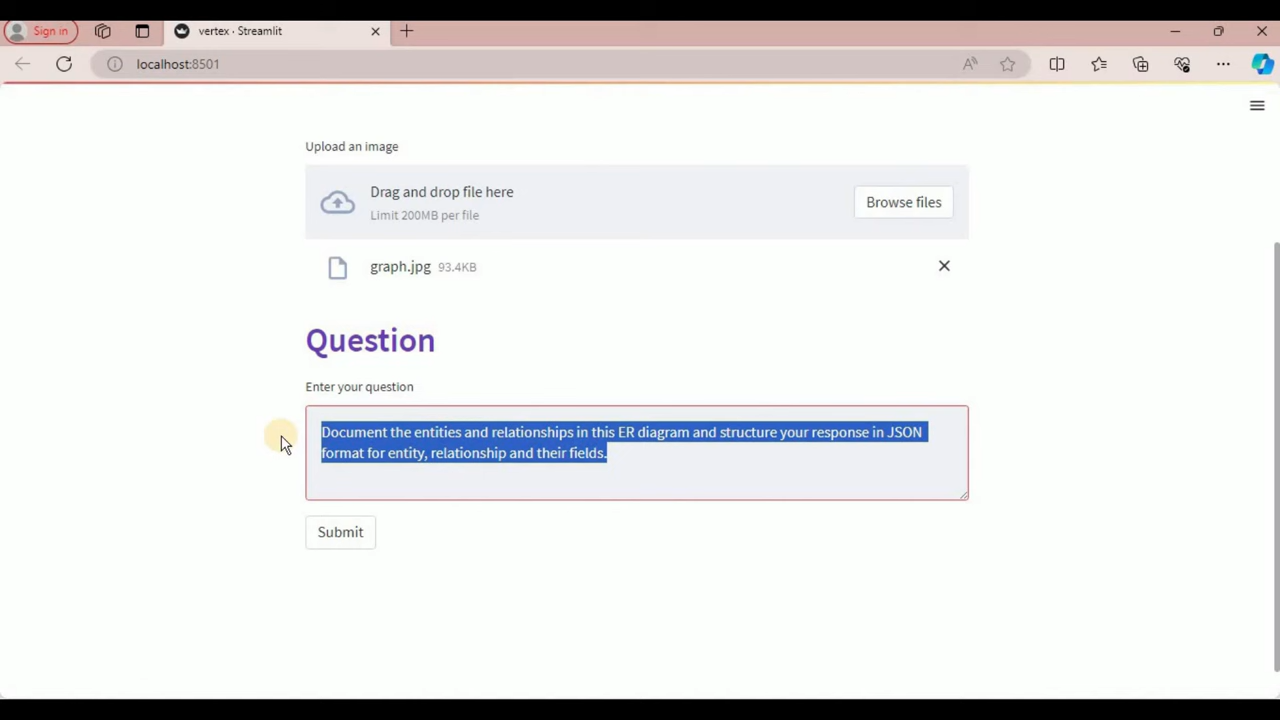 Sign in
vertex · Streamlit
localhost:8501
Upload an image
Drag and drop file here
Limit 200MB per file
Browse files
graph.jpg 93.4KB
Question
Enter your question
Document the entities and relationships in this ER diagram and structure your response in JSON
format for entity, relationship and their fields.
Submit